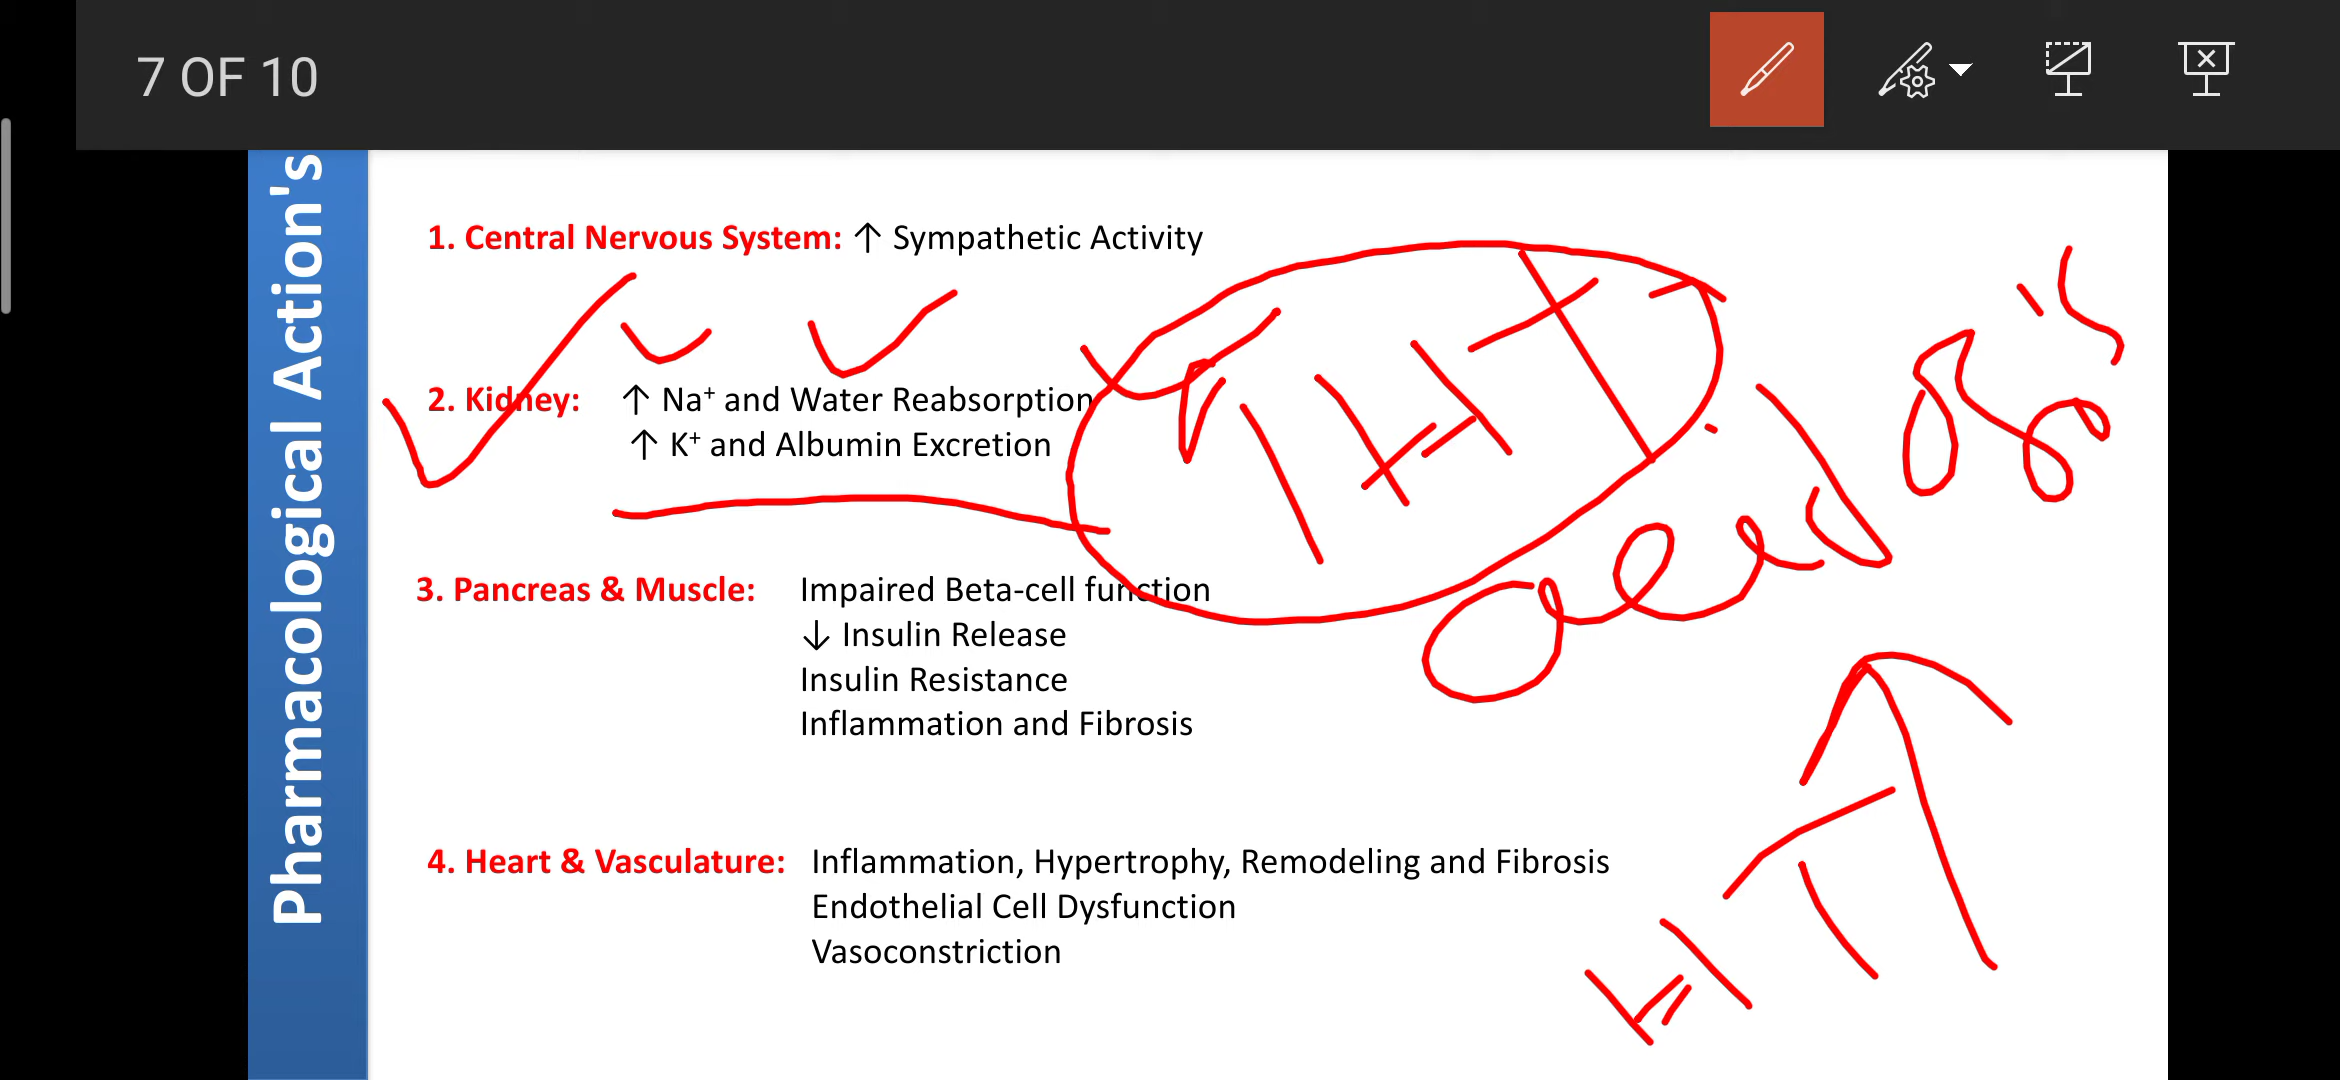 7 OF 10
Pharmacological Action's
1. Central Nervous System: ↑ Sympathetic Activity
2. Kidney: ↑ Na⁺ and Water Reabsorption
↑ K⁺ and Albumin Excretion
↑ HT
3. Pancreas & Muscle: Impaired Beta-cell function
↓ Insulin Release
Insulin Resistance
Inflammation and Fibrosis
4. Heart & Vasculature: Inflammation, Hypertrophy, Remodeling and Fibrosis
Endothelial Cell Dysfunction
Vasoconstriction
HT ↑